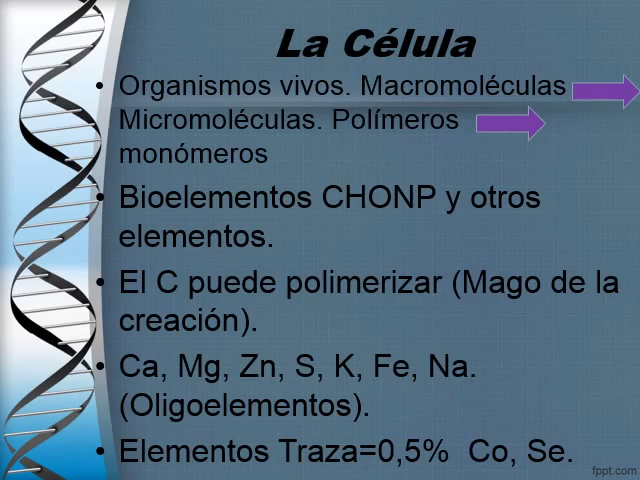 La Célula
• Organismos vivos. Macromoléculas
Micromoléculas. Polímeros
monómeros
• Bioelementos CHONP y otros
elementos.
• El C puede polimerizar (Mago de la
creación).
• Ca, Mg, Zn, S, K, Fe, Na.
(Oligoelementos).
• Elementos Traza=0,5% Co, Se.
fppt.com